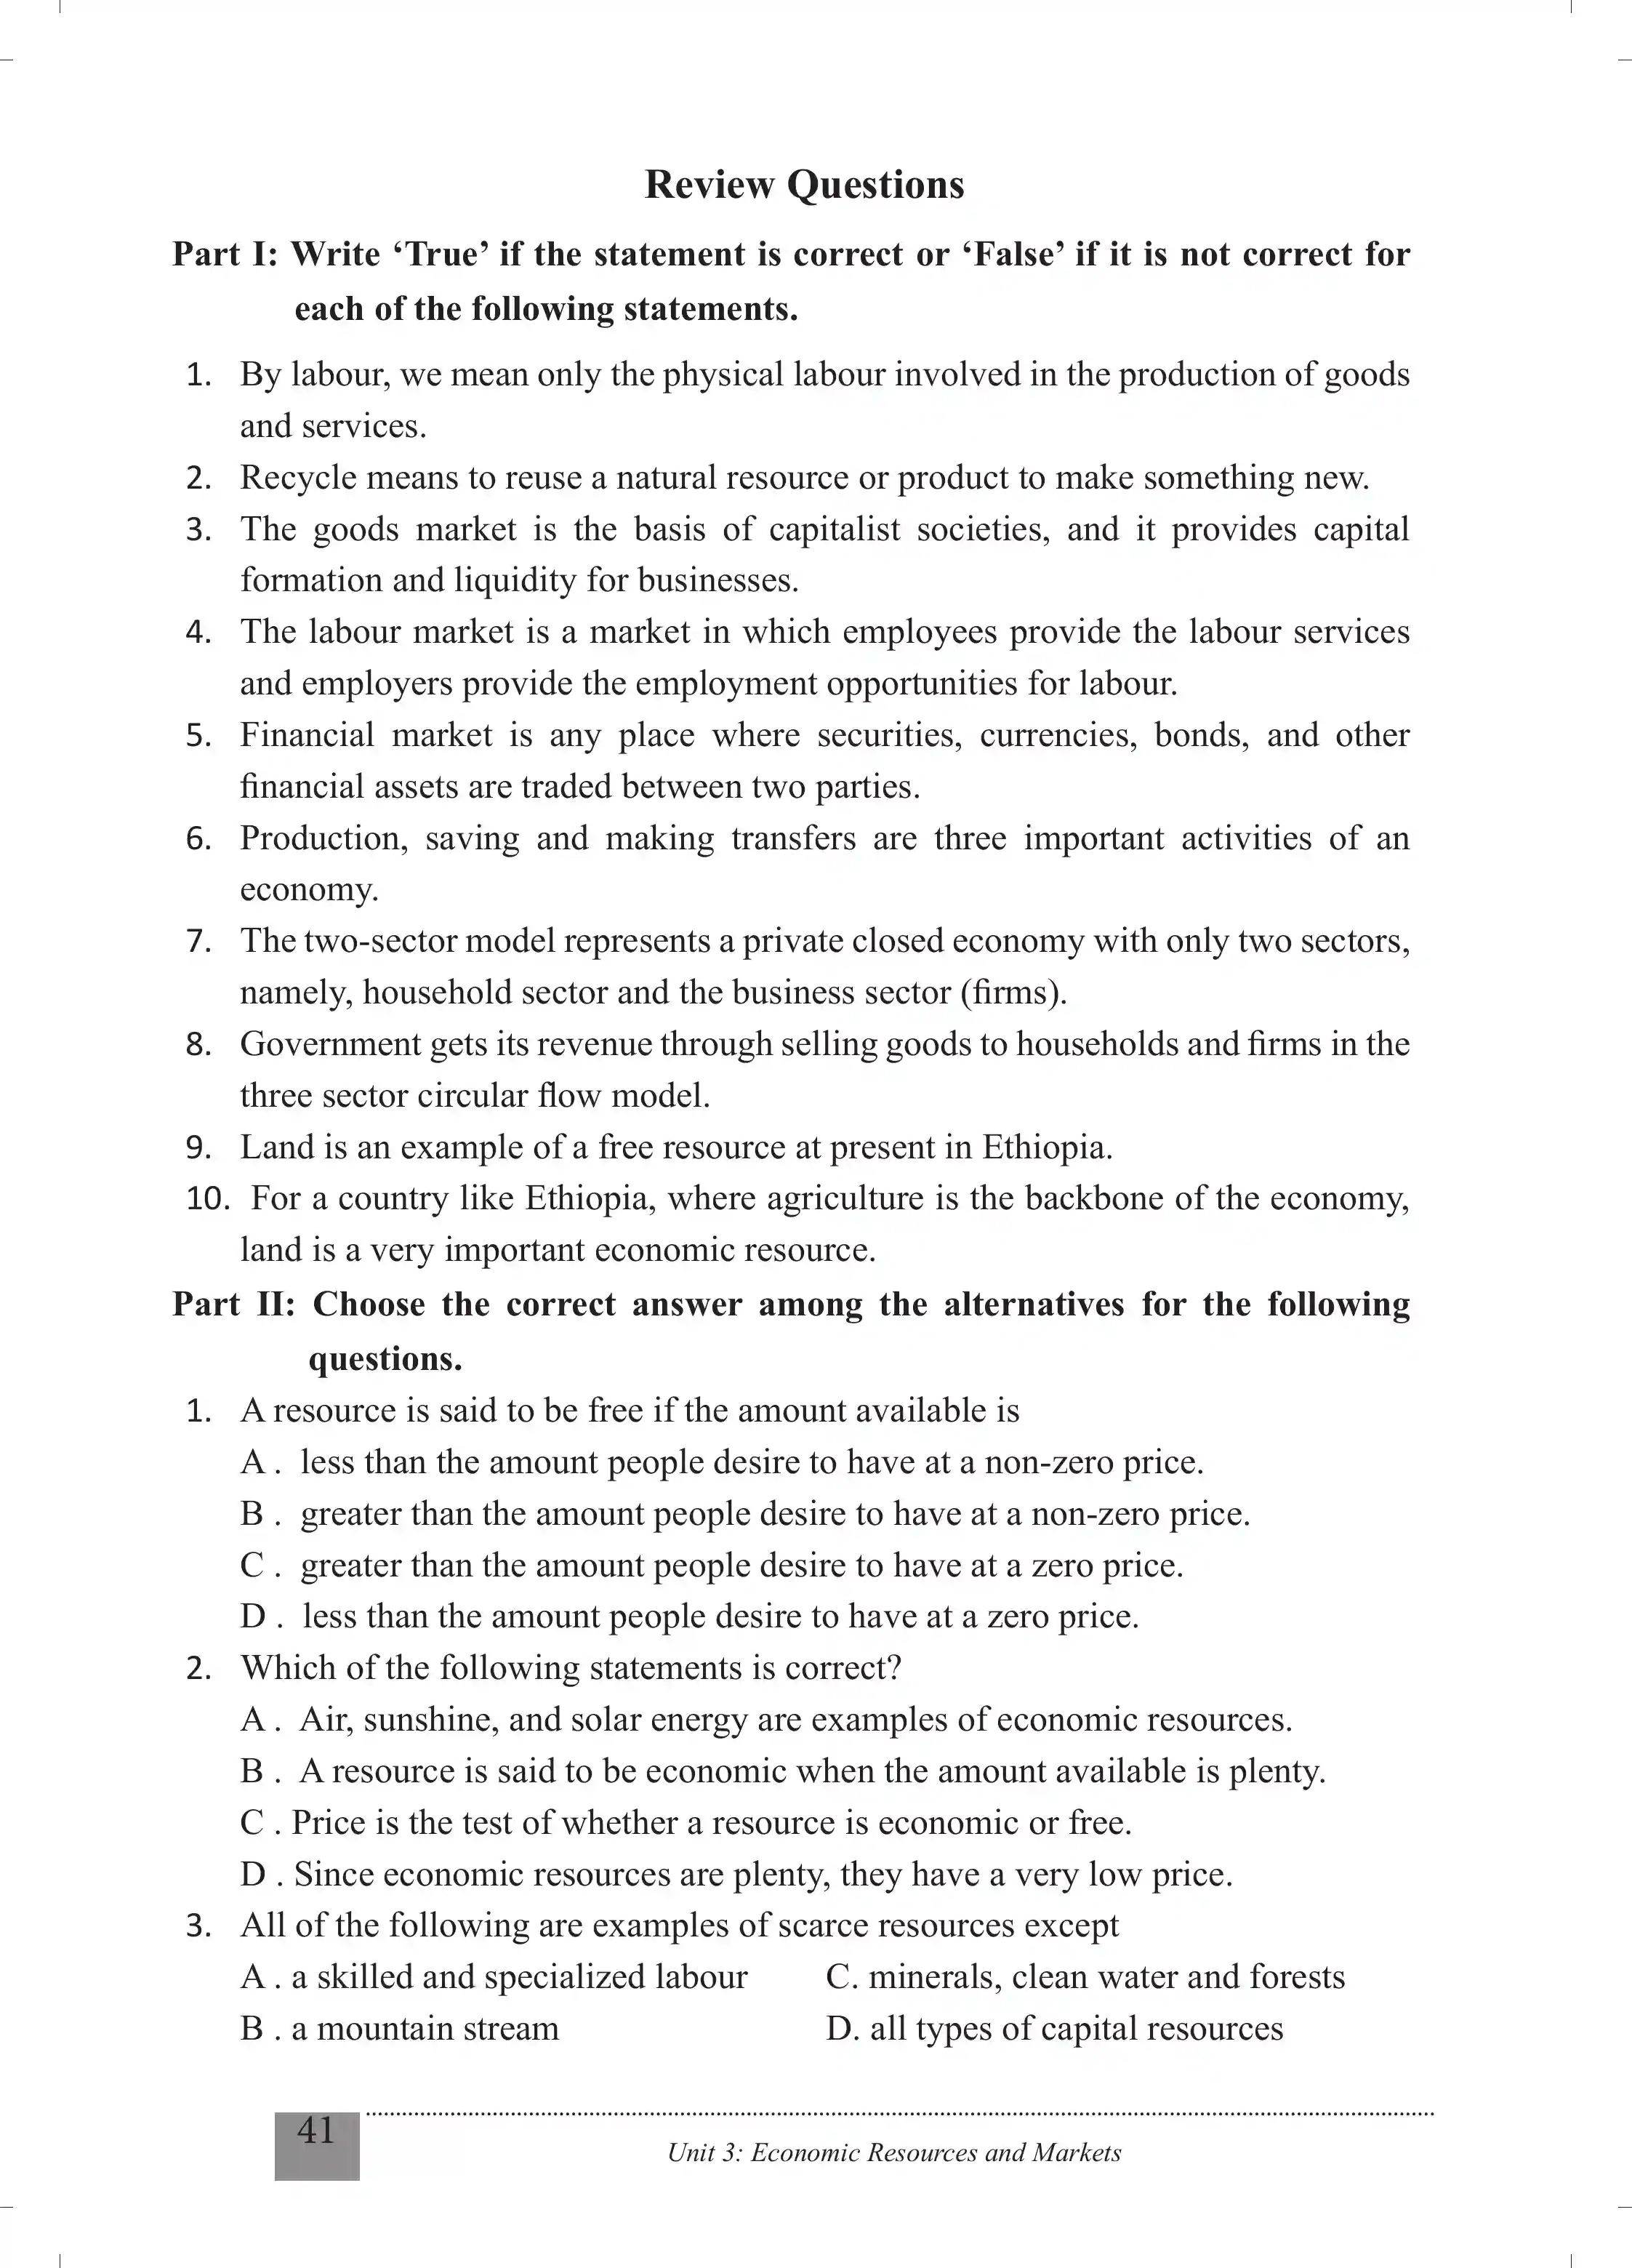 Review Questions
Part I: Write ‘True’ if the statement is correct or ‘False’ if it is not correct for
each of the following statements.
1. By labour, we mean only the physical labour involved in the production of goods
and services.
2. Recycle means to reuse a natural resource or product to make something new.
3. The goods market is the basis of capitalist societies, and it provides capital
formation and liquidity for businesses.
4. The labour market is a market in which employees provide the labour services
and employers provide the employment opportunities for labour.
5. Financial market is any place where securities, currencies, bonds, and other
financial assets are traded between two parties.
6. Production, saving and making transfers are three important activities of an
economy.
7. The two-sector model represents a private closed economy with only two sectors,
namely, household sector and the business sector (firms).
8. Government gets its revenue through selling goods to households and firms in the
three sector circular flow model.
9. Land is an example of a free resource at present in Ethiopia.
10. For a country like Ethiopia, where agriculture is the backbone of the economy,
land is a very important economic resource.
Part II: Choose the correct answer among the alternatives for the following
questions.
1. A resource is said to be free if the amount available is
A . less than the amount people desire to have at a non-zero price.
B . greater than the amount people desire to have at a non-zero price.
C . greater than the amount people desire to have at a zero price.
D . less than the amount people desire to have at a zero price.
2. Which of the following statements is correct?
A . Air, sunshine, and solar energy are examples of economic resources.
B . A resource is said to be economic when the amount available is plenty.
C . Price is the test of whether a resource is economic or free.
D . Since economic resources are plenty, they have a very low price.
3. All of the following are examples of scarce resources except
A . a skilled and specialized labour C. minerals, clean water and forests
B . a mountain stream D. all types of capital resources
41
Unit 3: Economic Resources and Markets